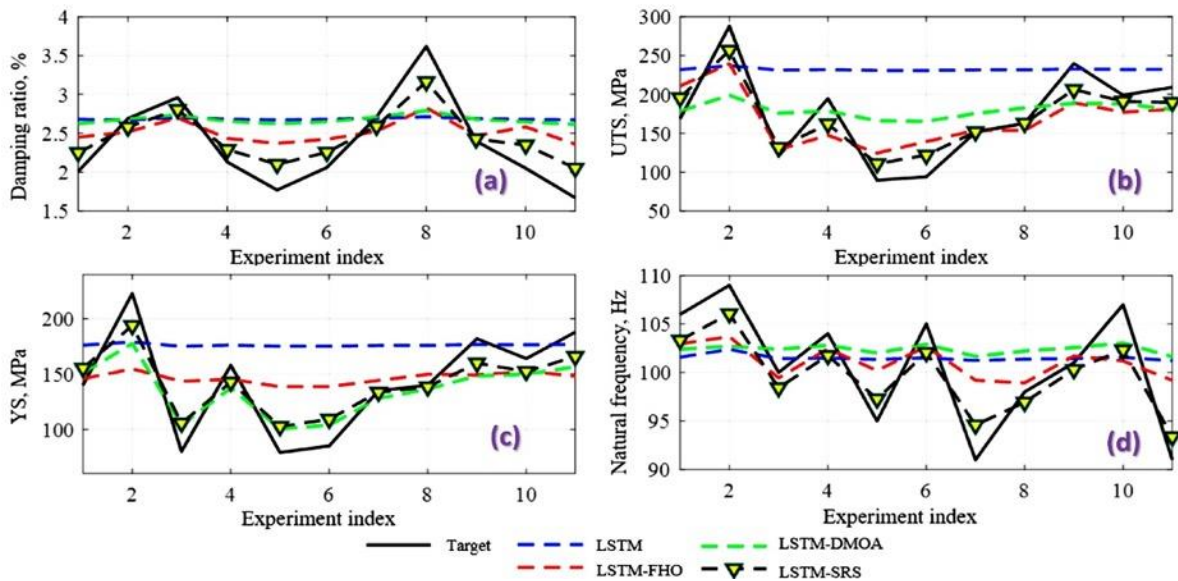 4
3.5
3
2.5
2
1.5
Damping ratio, %
(a)
2 4 6 8 10
Experiment index
300
250
200
150
100
50
UTS, MPa
(b)
2 4 6 8 10
Experiment index
200
150
100
YS, MPa
(c)
2 4 6 8 10
Experiment index
110
105
100
95
90
Natural frequency, Hz
(d)
2 4 6 8 10
Experiment index
Target LSTM LSTM-DMOA
LSTM-FHO LSTM-SRS